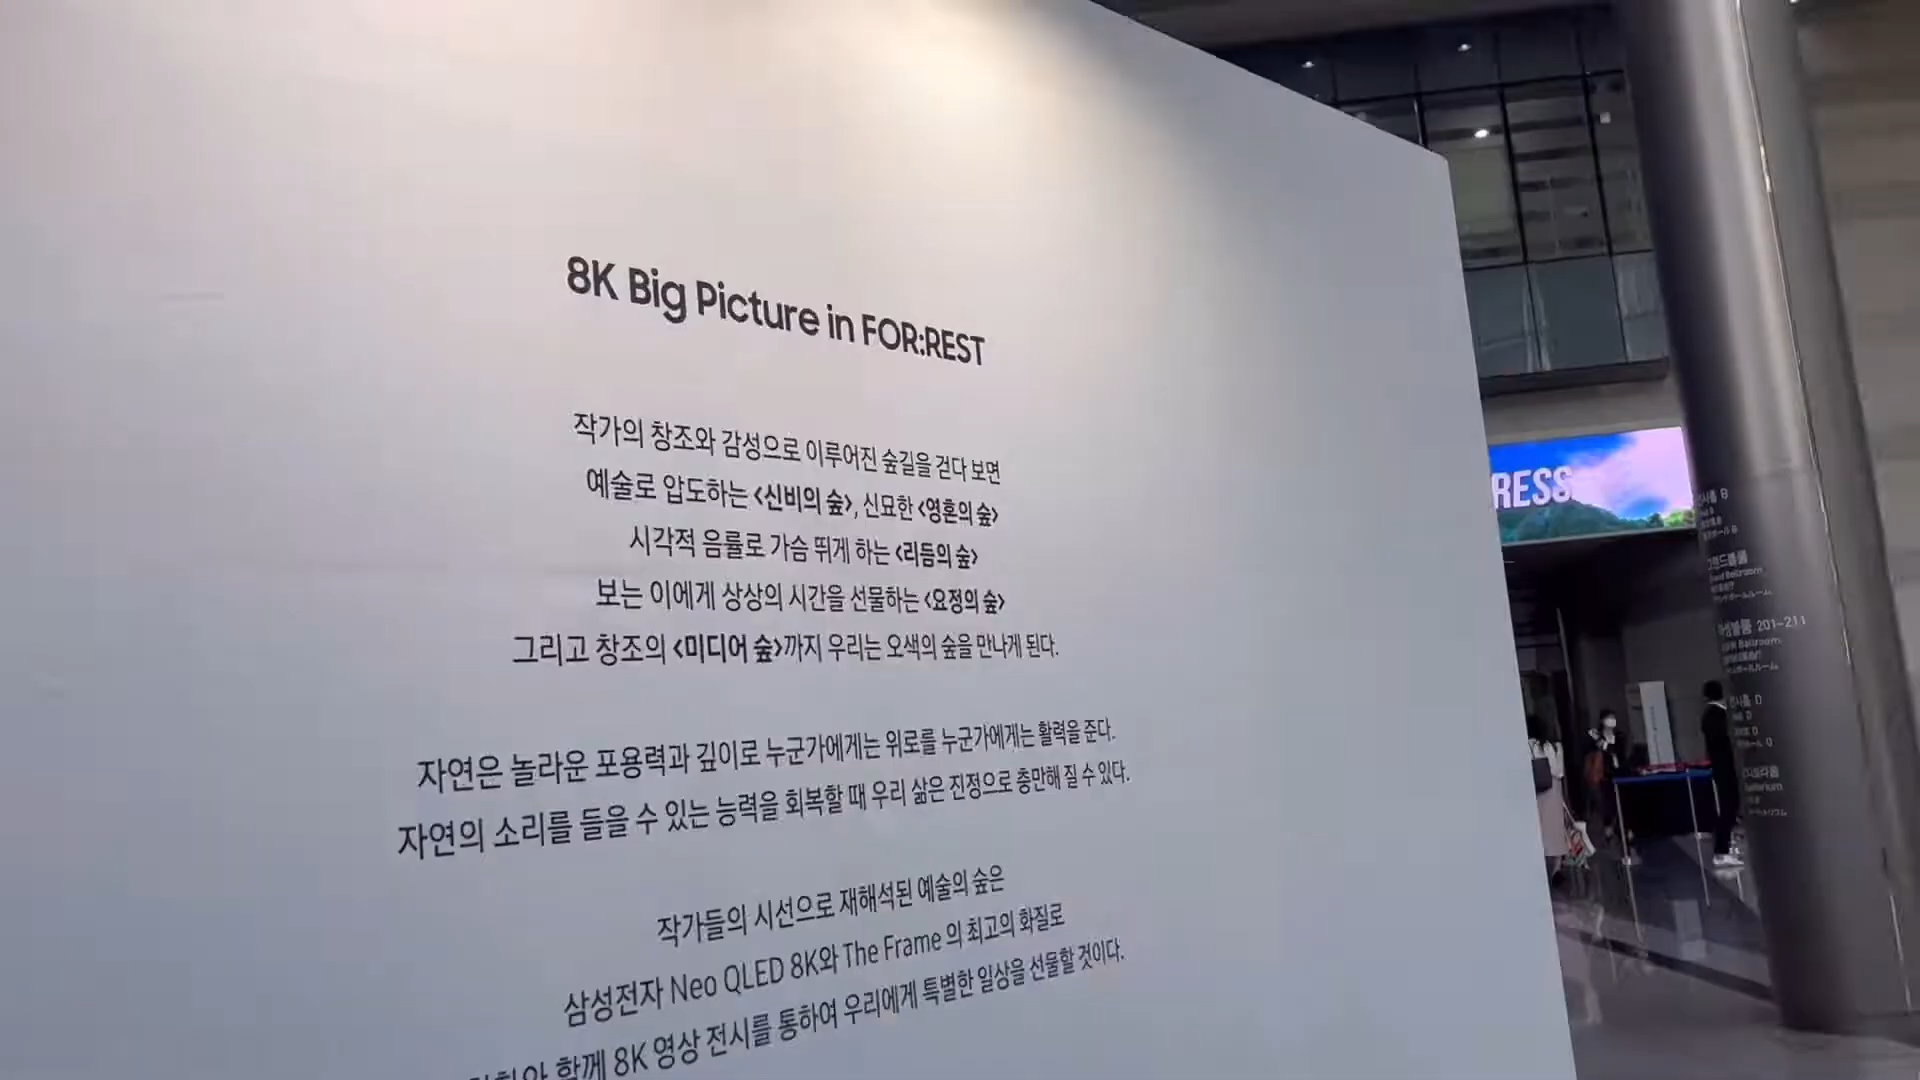 8K Big Picture in FOR:REST
작가의 창조와 감성으로 이루어진 숲길을 걷다 보면
예술로 압도하는 <신비의 숲>, 신묘한 <영혼의 숲>
시각적 음률로 가슴 뛰게 하는 <리듬의 숲>
보는 이에게 상상의 시간을 선물하는 <요정의 숲>
그리고 창조의 <미디어 숲>까지 우리는 오색의 숲을 만나게 된다.
자연은 놀라운 포용력과 깊이로 누군가에게는 위로를 누군가에게는 활력을 준다.
자연의 소리를 들을 수 있는 능력을 회복할 때 우리 삶은 진정으로 충만해 질 수 있다.
작가들의 시선으로 재해석된 예술의 숲은
삼성전자 Neo QLED 8K와 The Frame 의 최고의 화질로
함께 8K 영상 전시를 통하여 우리에게 특별한 일상을 선물할 것이다.
RESS
201-211